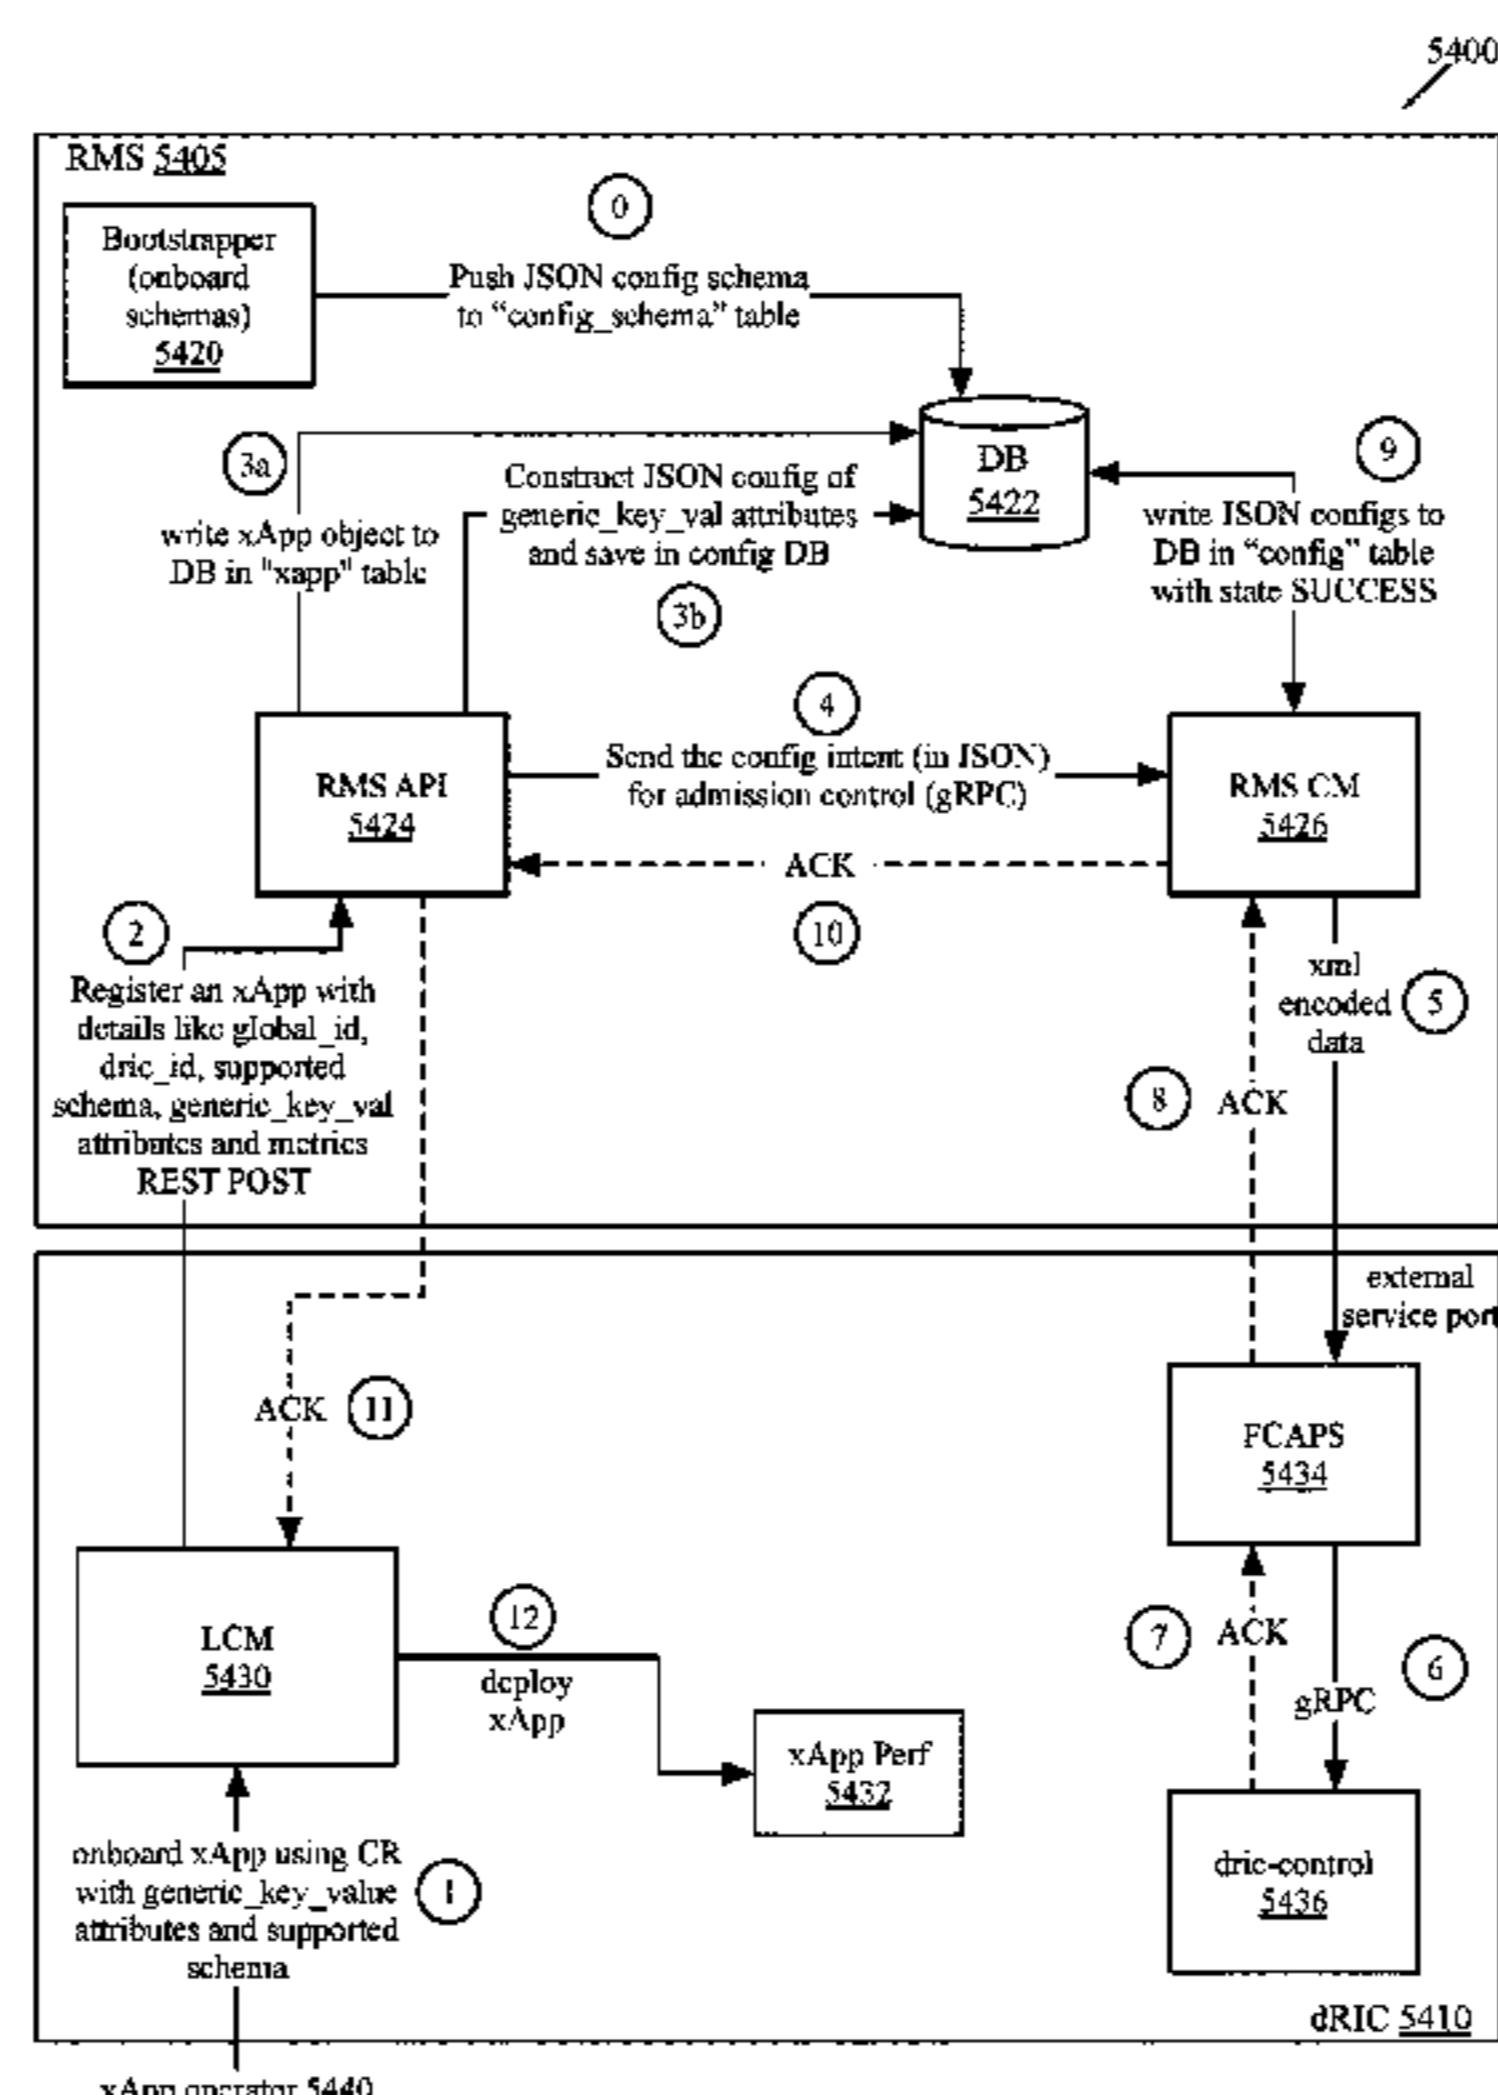 5400
RMS 5405
Bootstrapper
(onboard
schemas)
5420
0
Push JSON config schema
to “config_schema” table
3a
write xApp object to
DB in "xapp" table
Construct JSON config of
generic_key_val attributes
and save in config DB
3b
DB
5422
9
write JSON configs to
DB in “config” table
with state SUCCESS
RMS API
5424
4
Send the config intent (in JSON)
for admission control (gRPC)
ACK
10
RMS CM
5426
2
Register an xApp with
details like global_id,
dric_id, supported
schema, generic_key_val
attributes and metrics
REST POST
xml
encoded
data
5
8
ACK
external
service port
ACK
11
FCAPS
5434
LCM
5430
12
deploy
xApp
xApp Perf
5432
7
ACK
6
gRPC
dric-control
5436
onboard xApp using CR
with generic_key_value
attributes and supported
schema
1
dRIC 5410
xApp operator 5440